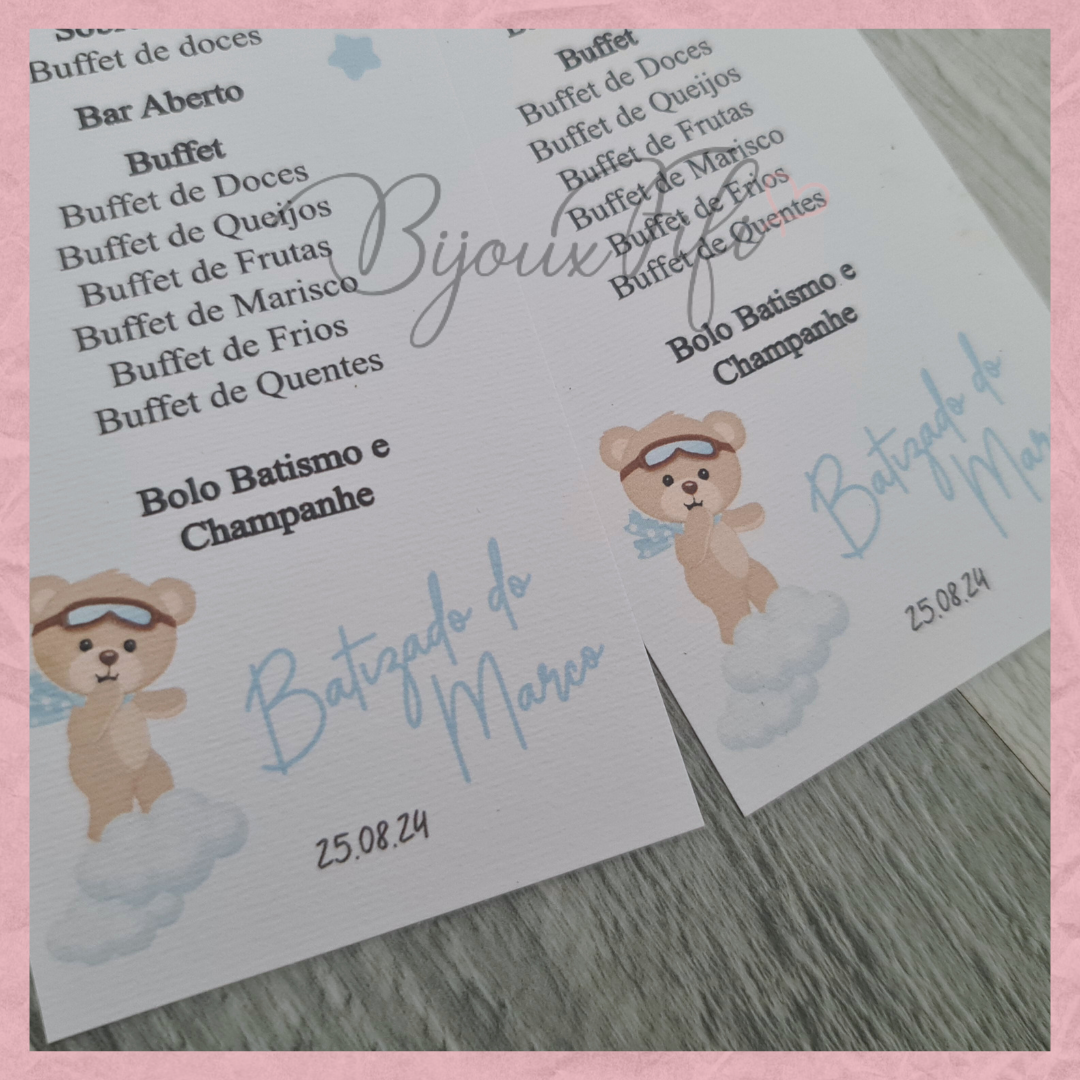 Buffet de doces
Bar Aberto
Buffet
Buffet de Doces
Buffet de Queijos
Buffet de Frutas
Buffet de Marisco
Buffet de Frios
Buffet de Quentes
Bolo Batismo e
Champanhe
Batizado do
Marco
25.08.24
Buffet
Buffet de Doces
Buffet de Queijos
Buffet de Frutas
Buffet de Marisco
Buffet de Frios
Buffet de Quentes
Bolo Batismo e
Champanhe
Batizado do
Mar
25.08.24